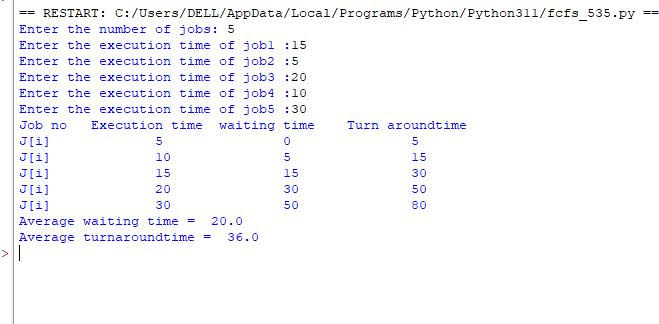 == RESTART: C:/Users/DELL/AppData/Local/Programs/Python/Python311/fcfs_535.py ==
Enter the number of jobs: 5
Enter the execution time of job1 :15
Enter the execution time of job2 :5
Enter the execution time of job3 :20
Enter the execution time of job4 :10
Enter the execution time of job5 :30
Job no   Execution time  waiting time    Turn aroundtime
J[i]             5               0               5
J[i]             10              5               15
J[i]             15              15              30
J[i]             20              30              50
J[i]             30              50              80
Average waiting time =  20.0
Average turnaroundtime =  36.0
>